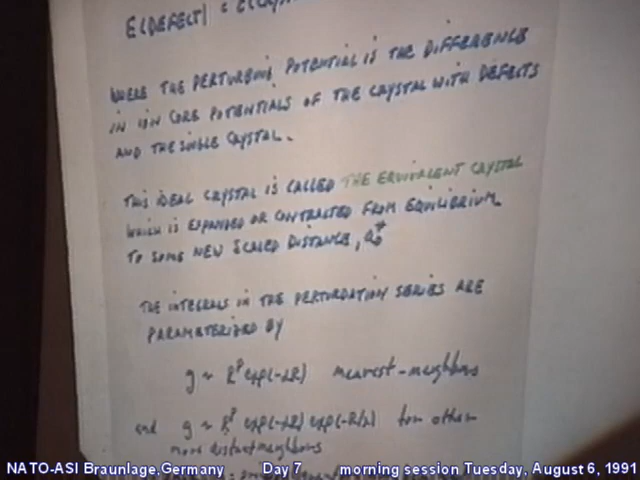 E(DEFECT) =
WHERE THE PERTURBING POTENTIAL IS THE DIFFERENCE
IN ION CORE POTENTIALS OF THE CRYSTAL WITH DEFECTS
AND THE SINGLE CRYSTAL.
THIS IDEAL CRYSTAL IS CALLED THE EQUIVALENT CRYSTAL
WHICH IS EXPANDED OR CONTRACTED FROM EQUILIBRIUM
TO SOME NEW SCALED DISTANCE, a₀*
THE INTEGRALS IN THE PERTURBATION SERIES ARE
PARAMETERIZED BY
g ~ R^P exp(-αR) nearest-neighbors
and g ~ R^P exp(-αR) exp(-R/λ) for other
more distant neighbors
NATO-ASI Braunlage,Germany Day 7 morning session Tuesday, August 6, 1991